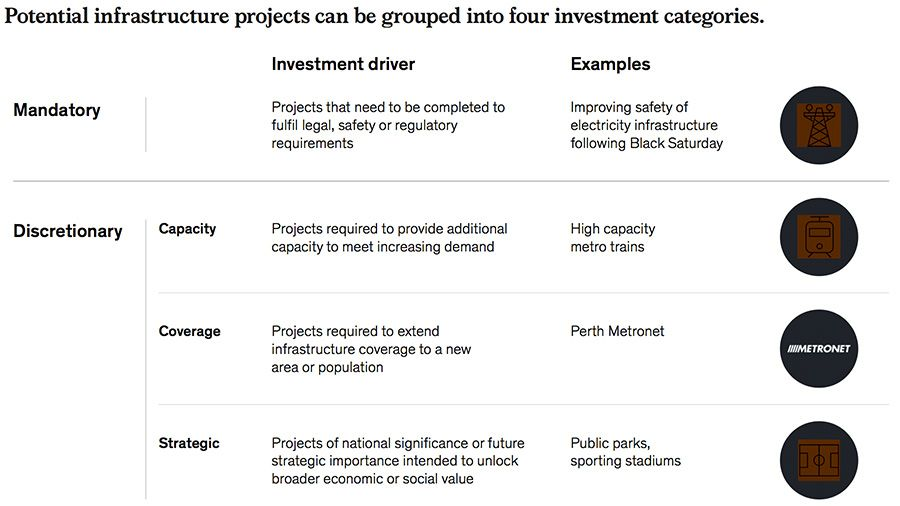 Potential infrastructure projects can be grouped into four investment categories.
Investment driver
Examples
Mandatory
Projects that need to be completed to
fulfil legal, safety or regulatory
requirements
Improving safety of
electricity infrastructure
following Black Saturday
Discretionary
Capacity
Projects required to provide additional
capacity to meet increasing demand
High capacity
metro trains
Coverage
Projects required to extend
infrastructure coverage to a new
area or population
Perth Metronet
////METRONET
Strategic
Projects of national significance or future
strategic importance intended to unlock
broader economic or social value
Public parks,
sporting stadiums